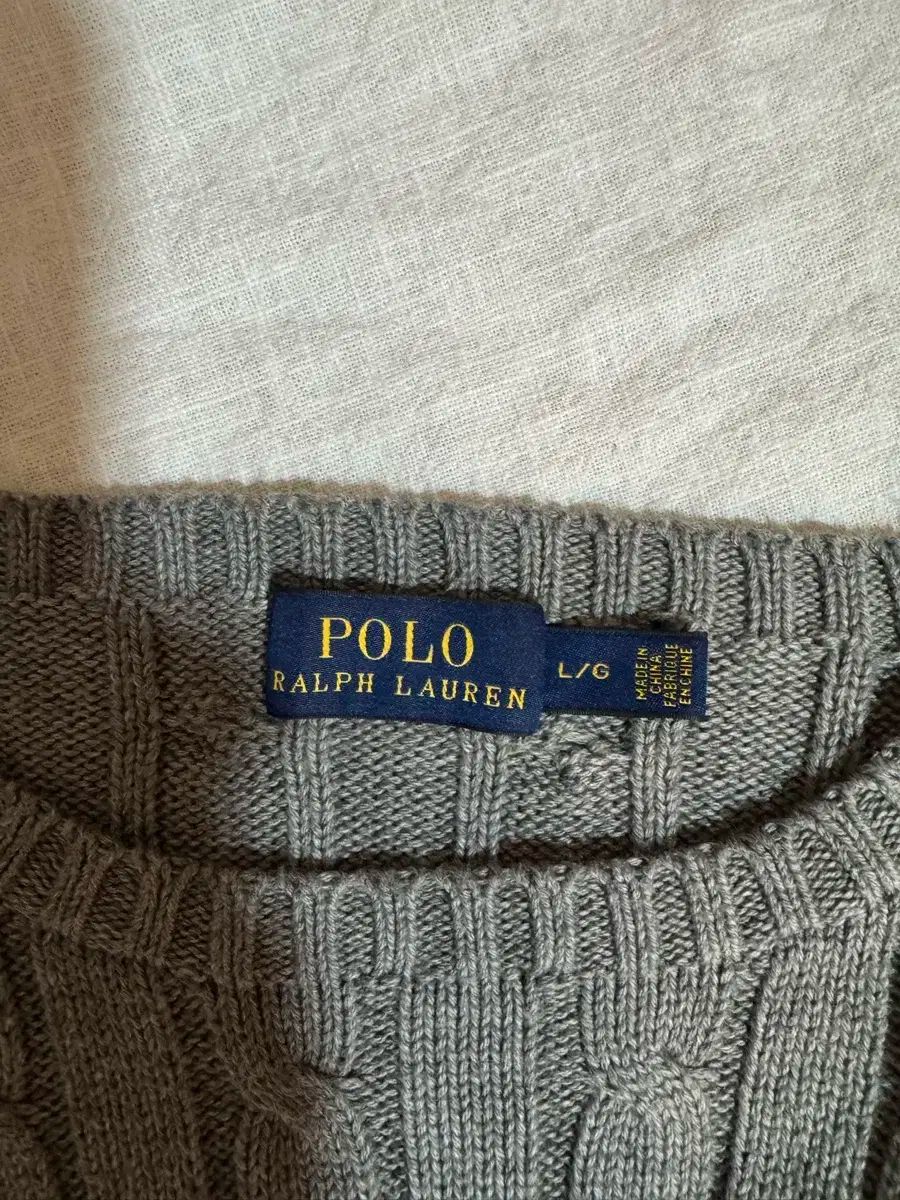 POLO
RALPH LAUREN
L/G
MADE IN
CHINA,
FABRIQUÉ
EN CHINE